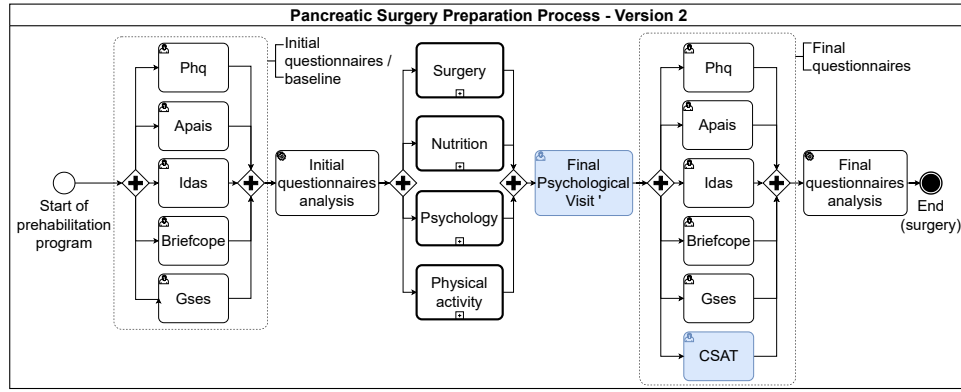 Pancreatic Surgery Preparation Process - Version 2
Start of
prehabilitation
program
Phq
Apais
Idas
Briefcope
Gses
Initial
questionnaires /
baseline
Initial
questionnaires
analysis
Surgery
Nutrition
Psychology
Physical
activity
Final
Psychological
Visit '
Phq
Apais
Idas
Briefcope
Gses
CSAT
Final
questionnaires
Final
questionnaires
analysis
End
(surgery)